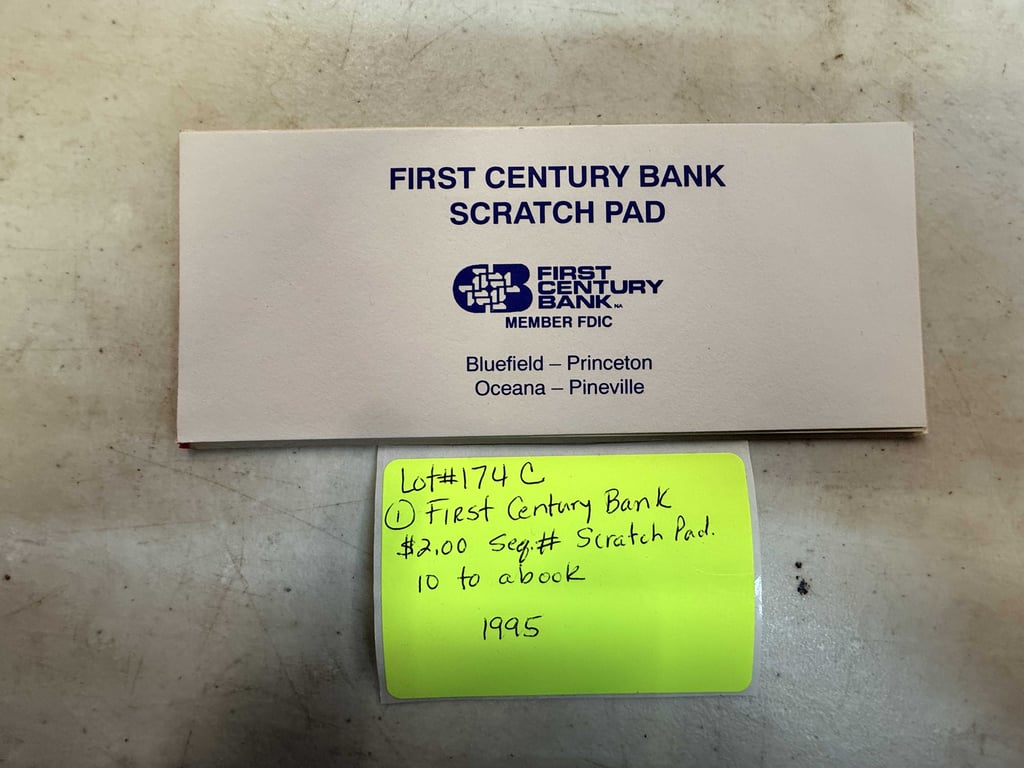 FIRST CENTURY BANK
SCRATCH PAD
FIRST
CENTURY
BANK NA
MEMBER FDIC
Bluefield – Princeton
Oceana – Pineville
Lot#174 C
① First Century Bank
$2.00 Seq.# Scratch Pad.
10 to a book
1995